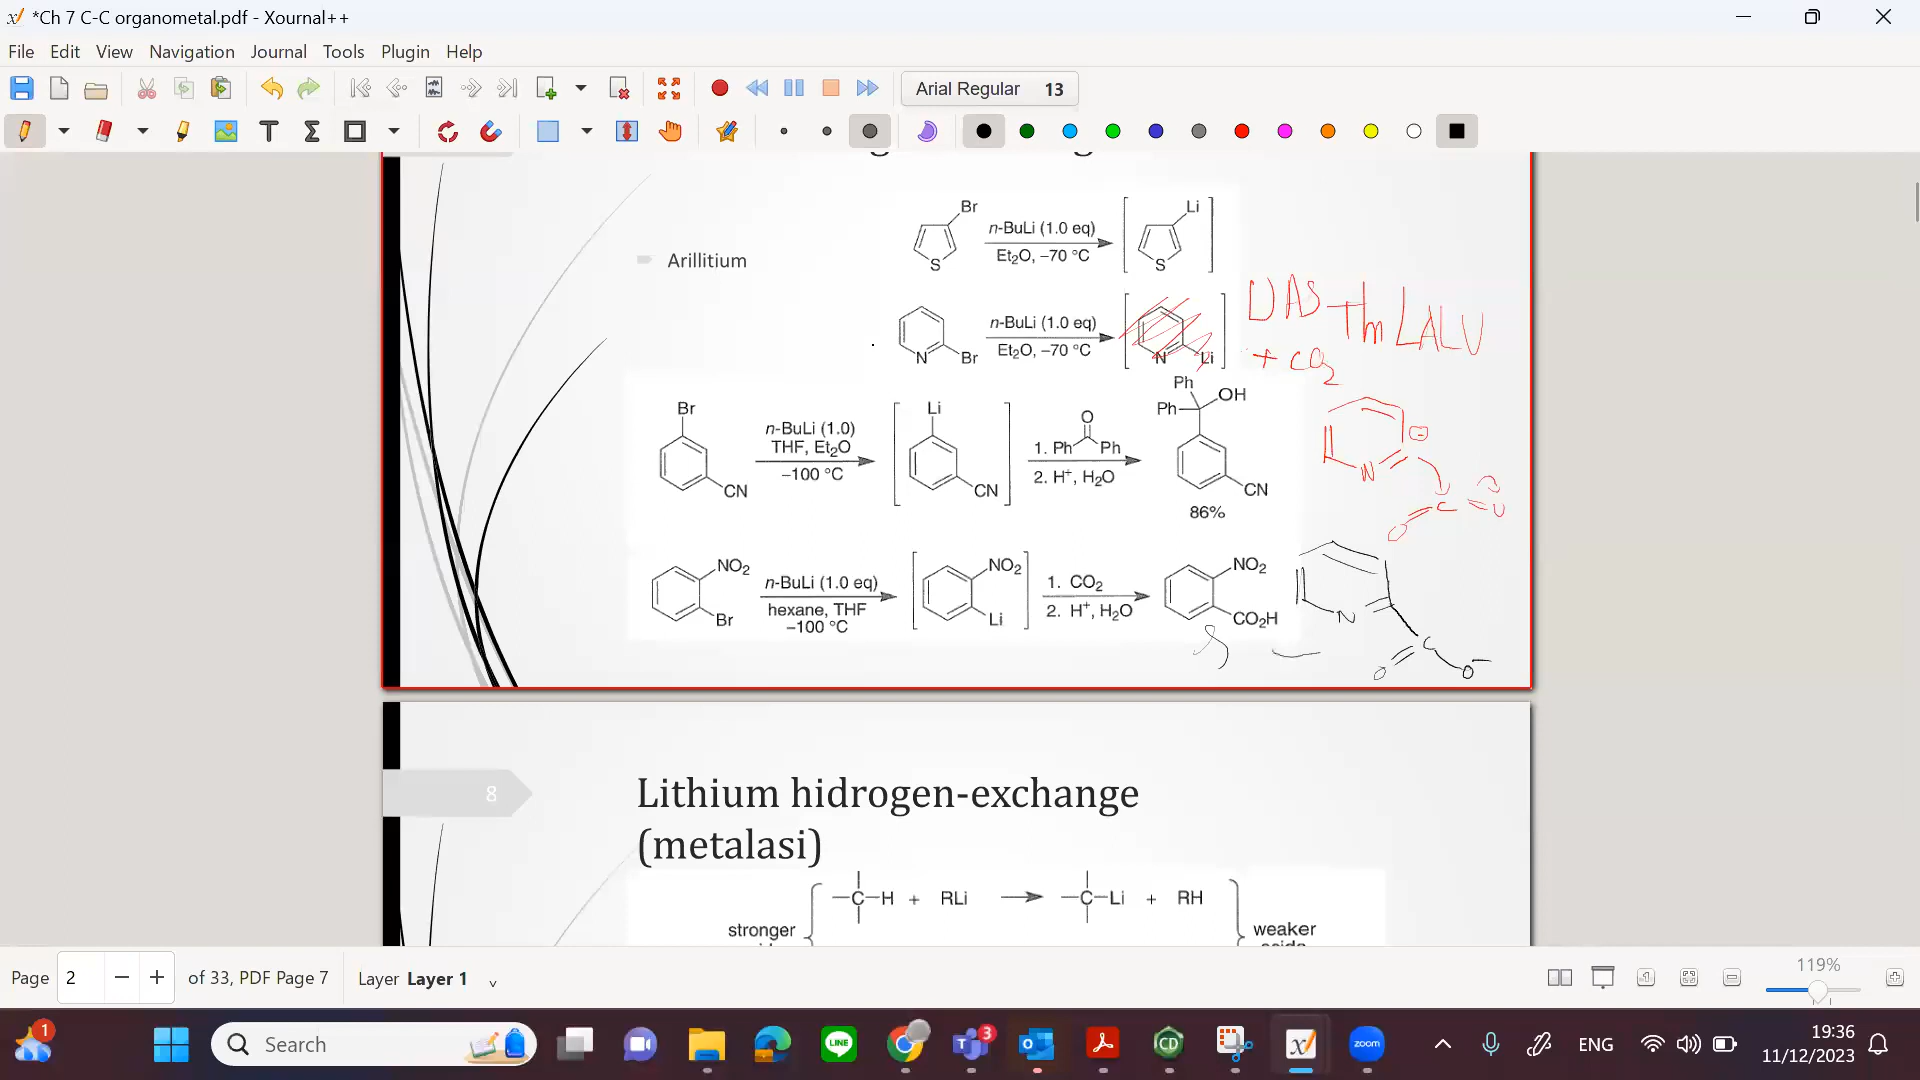 *Ch 7 C-C organometal.pdf - Xournal++
File Edit View Navigation Journal Tools Plugin Help
Arial Regular 13
Arillitium
Br
S
n-BuLi (1.0 eq)
Et₂O, –70 °C
Li
S
N
Br
n-BuLi (1.0 eq)
Et₂O, –70 °C
N
Li
+ CO₂
Br
CN
n-BuLi (1.0)
THF, Et₂O
–100 °C
Li
CN
O
1. Ph Ph
2. H⁺, H₂O
Ph
Ph
OH
CN
86%
N
C
O
NO₂
Br
n-BuLi (1.0 eq)
hexane, THF
–100 °C
NO₂
Li
1. CO₂
2. H⁺, H₂O
NO₂
CO₂H
N
C
O
O⁻
8
Lithium hidrogen-exchange
(metalasi)
–C–H + RLi → –C–Li + RH
stronger
weaker
Page 2 of 33, PDF Page 7 Layer Layer 1
119%
1
Search
LINE
3
CD
zoom
ENG
19:36
11/12/2023